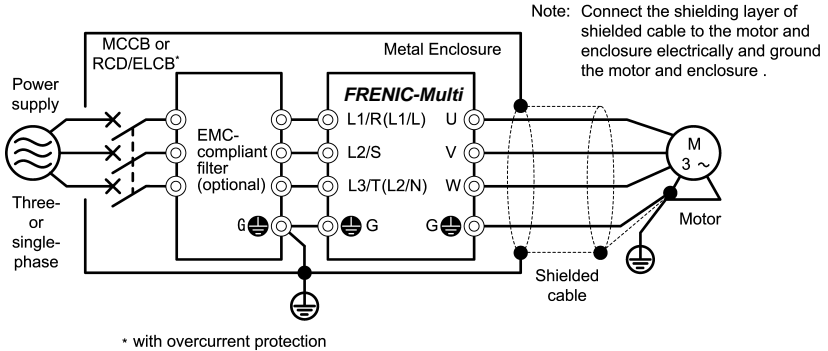 Note: Connect the shielding layer of
shielded cable to the motor and
enclosure electrically and ground
the motor and enclosure .
MCCB or
RCD/ELCB*
Metal Enclosure
Power
supply
FRENIC-Multi
L1/R(L1/L) U
EMC-
compliant
filter
(optional)
L2/S V
L3/T(L2/N) W
G G G
M
3 ~
Motor
Three-
or
single-
phase
Shielded
cable
* with overcurrent protection